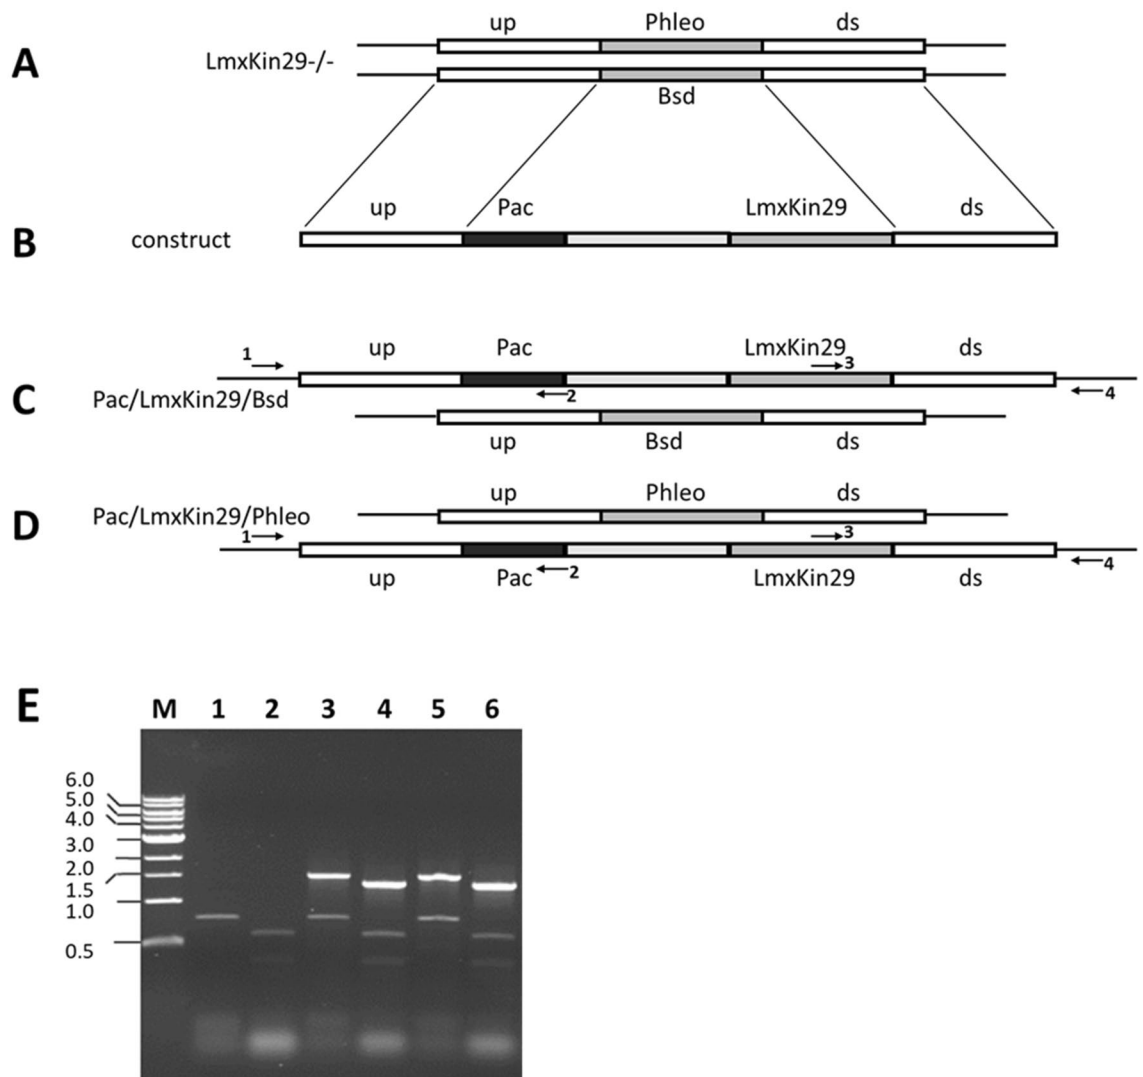 up Phleo ds
A LmxKin29-/-
Bsd
up Pac LmxKin29 ds
B construct
up Pac LmxKin29 ds
1 3
2 4
C Pac/LmxKin29/Bsd
up Bsd ds
up Phleo ds
D Pac/LmxKin29/Phleo
1 3
2 4
up Pac LmxKin29 ds
E M 1 2 3 4 5 6
6.0
5.0
4.0
3.0
2.0
1.5
1.0
0.5